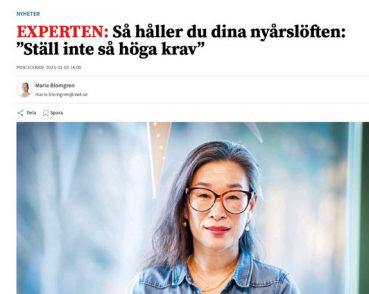 NYHETER
EXPERTEN: Så håller du dina nyårslöften:
”Ställ inte så höga krav”
PUBLICERAD: 2025-01-01 16:00
Marie Blomgren
marie.blomgren@nwt.se
Dela Spara